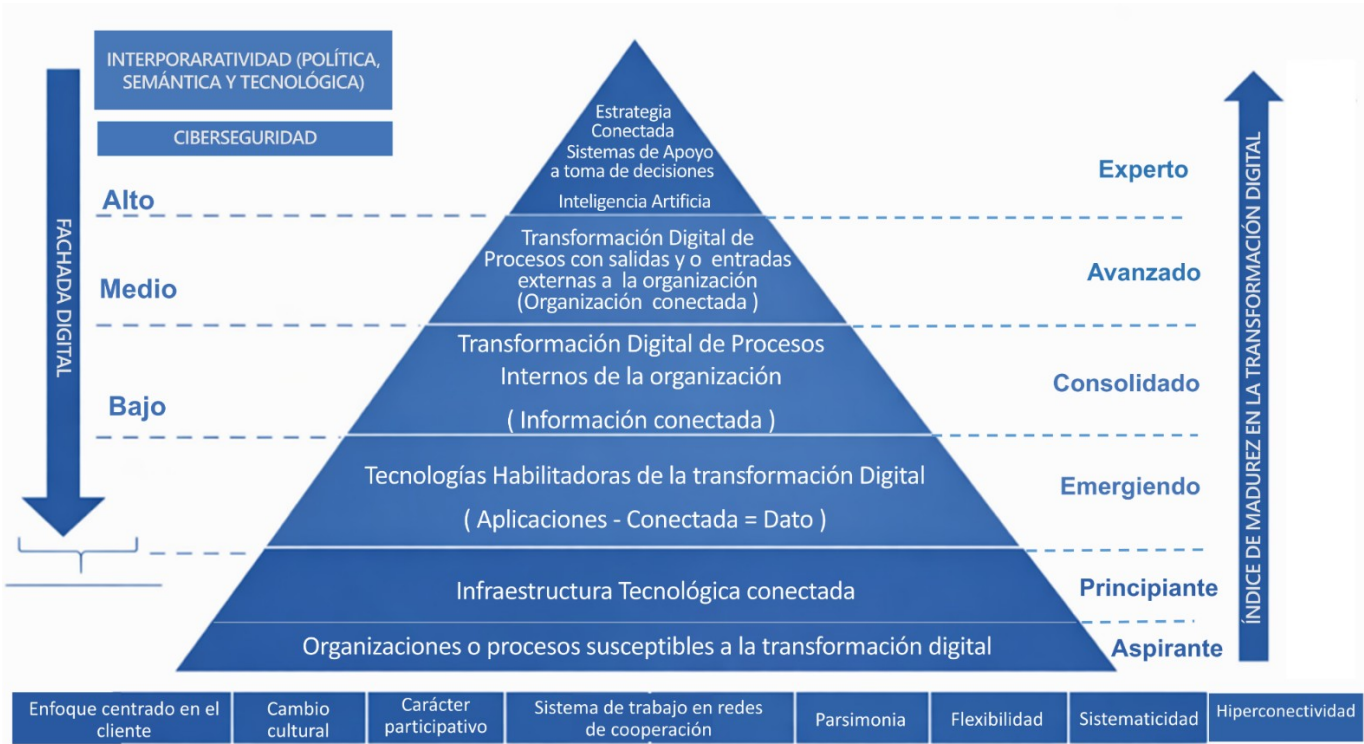 INTERPORARATIVIDAD (POLÍTICA,
SEMÁNTICA Y TECNOLÓGICA)
CIBERSEGURIDAD
FACHADA DIGITAL
Alto
Medio
Bajo
Estrategia
Conectada
Sistemas de Apoyo
a toma de decisiones
Inteligencia Artificia
Transformación Digital de
Procesos con salidas y o entradas
externas a la organización
(Organización conectada )
Transformación Digital de Procesos
Internos de la organización
( Información conectada )
Tecnologías Habilitadoras de la transformación Digital
( Aplicaciones - Conectada = Dato )
Infraestructura Tecnológica conectada
Organizaciones o procesos susceptibles a la transformación digital
Experto
Avanzado
Consolidado
Emergiendo
Principiante
Aspirante
ÍNDICE DE MADUREZ EN LA TRANSFORMACIÓN DIGITAL
Enfoque centrado en el
cliente
Cambio
cultural
Carácter
participativo
Sistema de trabajo en redes
de cooperación
Parsimonia
Flexibilidad
Sistematicidad
Hiperconectividad